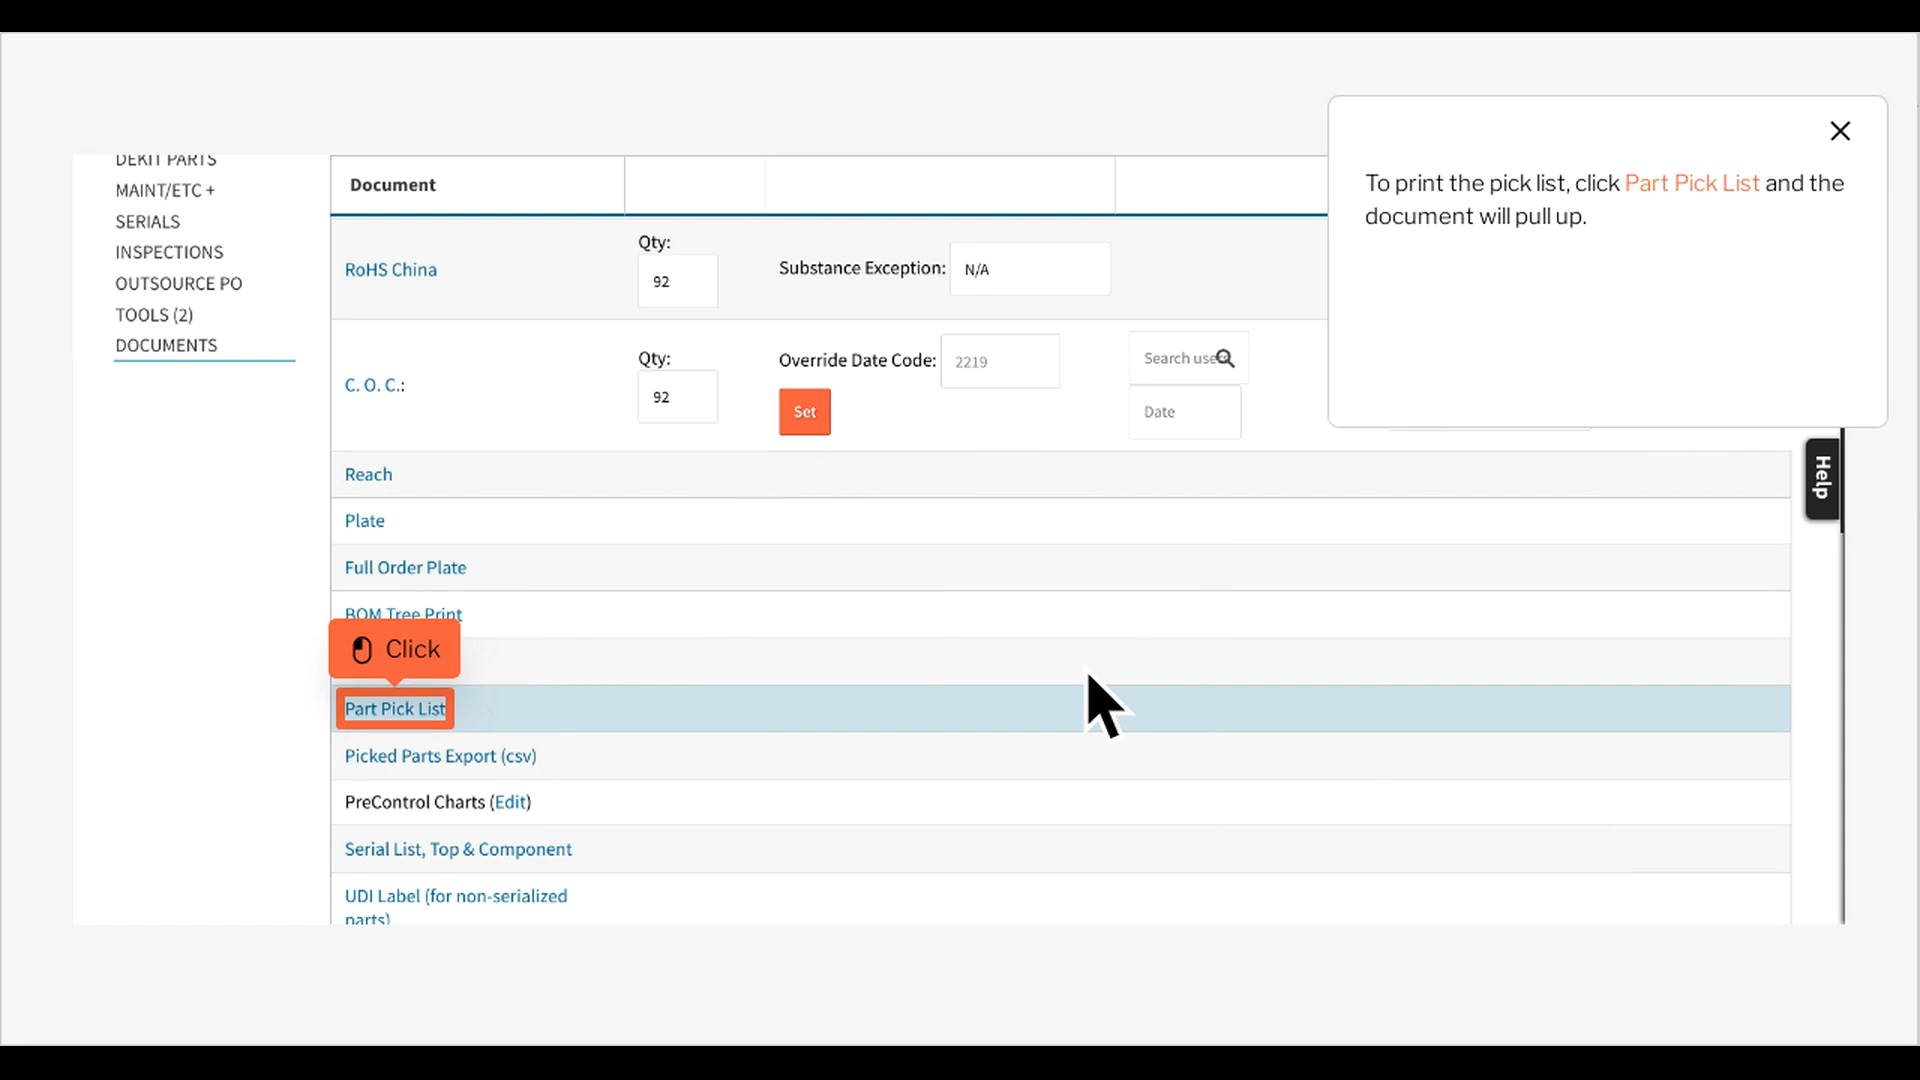 DEKIT PARTS
MAINT/ETC +
SERIALS
INSPECTIONS
OUTSOURCE PO
TOOLS (2)
DOCUMENTS
Document
RoHS China
Qty:
92
Substance Exception:
N/A
C. O. C.:
Qty:
92
Override Date Code:
2219
Set
Search users
Date
Reach
Plate
Full Order Plate
BOM Tree Print
Click
Part Pick List
Picked Parts Export (csv)
PreControl Charts (Edit)
Serial List, Top & Component
UDI Label (for non-serialized
parts)
To print the pick list, click Part Pick List and the
document will pull up.
Help